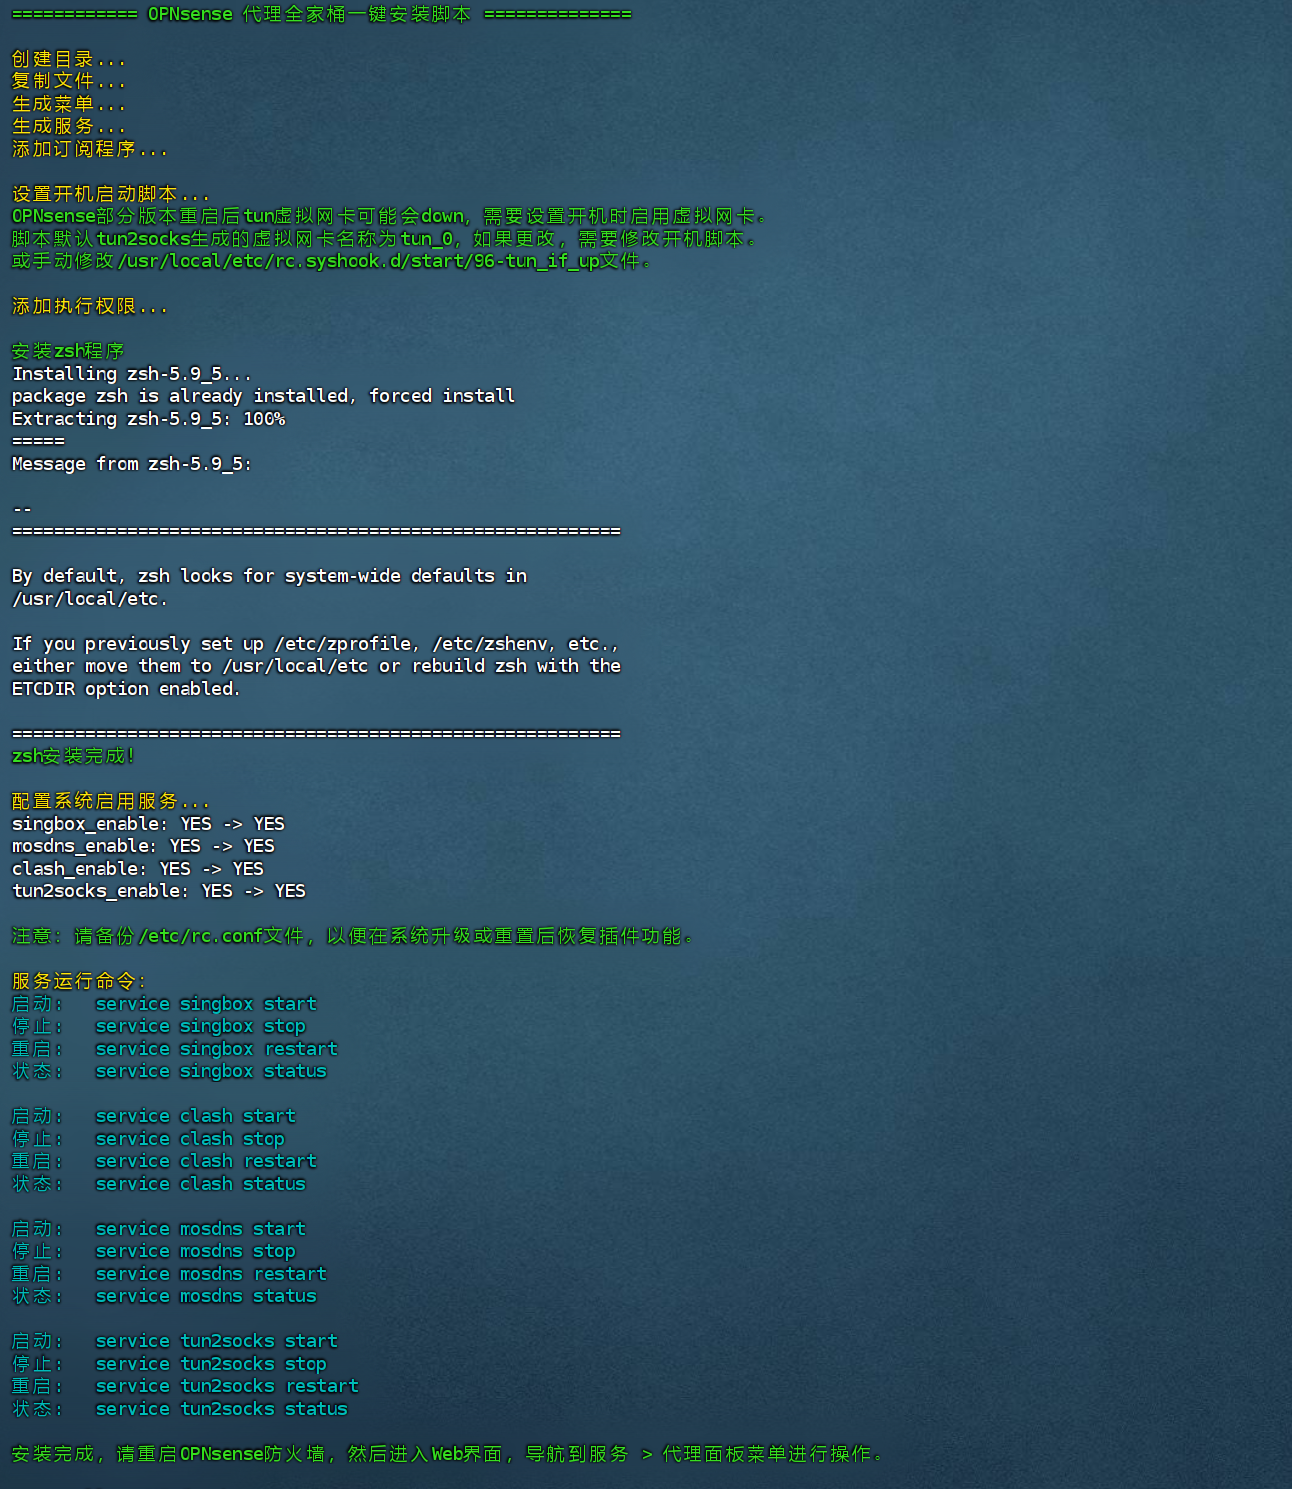 ============ OPNsense 代理全家桶一键安装脚本 ==============
创建目录...
复制文件...
生成菜单...
生成服务...
添加订阅程序...
设置开机启动脚本...
OPNsense部分版本重启后tun虚拟网卡可能会down，需要设置开机时启用虚拟网卡。
脚本默认tun2socks生成的虚拟网卡名称为tun_0，如果更改，需要修改开机脚本。
或手动修改/usr/local/etc/rc.syshook.d/start/96-tun_if_up文件。
添加执行权限...
安装zsh程序
Installing zsh-5.9_5...
package zsh is already installed, forced install
Extracting zsh-5.9_5: 100%
=====
Message from zsh-5.9_5:
--
==========================================================
By default, zsh looks for system-wide defaults in
/usr/local/etc.
If you previously set up /etc/zprofile, /etc/zshenv, etc.,
either move them to /usr/local/etc or rebuild zsh with the
ETCDIR option enabled.
==========================================================
zsh安装完成！
配置系统启用服务...
singbox_enable: YES -> YES
mosdns_enable: YES -> YES
clash_enable: YES -> YES
tun2socks_enable: YES -> YES
注意：请备份/etc/rc.conf文件，以便在系统升级或重置后恢复插件功能。
服务运行命令：
启动： service singbox start
停止： service singbox stop
重启： service singbox restart
状态： service singbox status
启动： service clash start
停止： service clash stop
重启： service clash restart
状态： service clash status
启动： service mosdns start
停止： service mosdns stop
重启： service mosdns restart
状态： service mosdns status
启动： service tun2socks start
停止： service tun2socks stop
重启： service tun2socks restart
状态： service tun2socks status
安装完成，请重启OPNsense防火墙，然后进入Web界面，导航到服务 > 代理面板菜单进行操作。